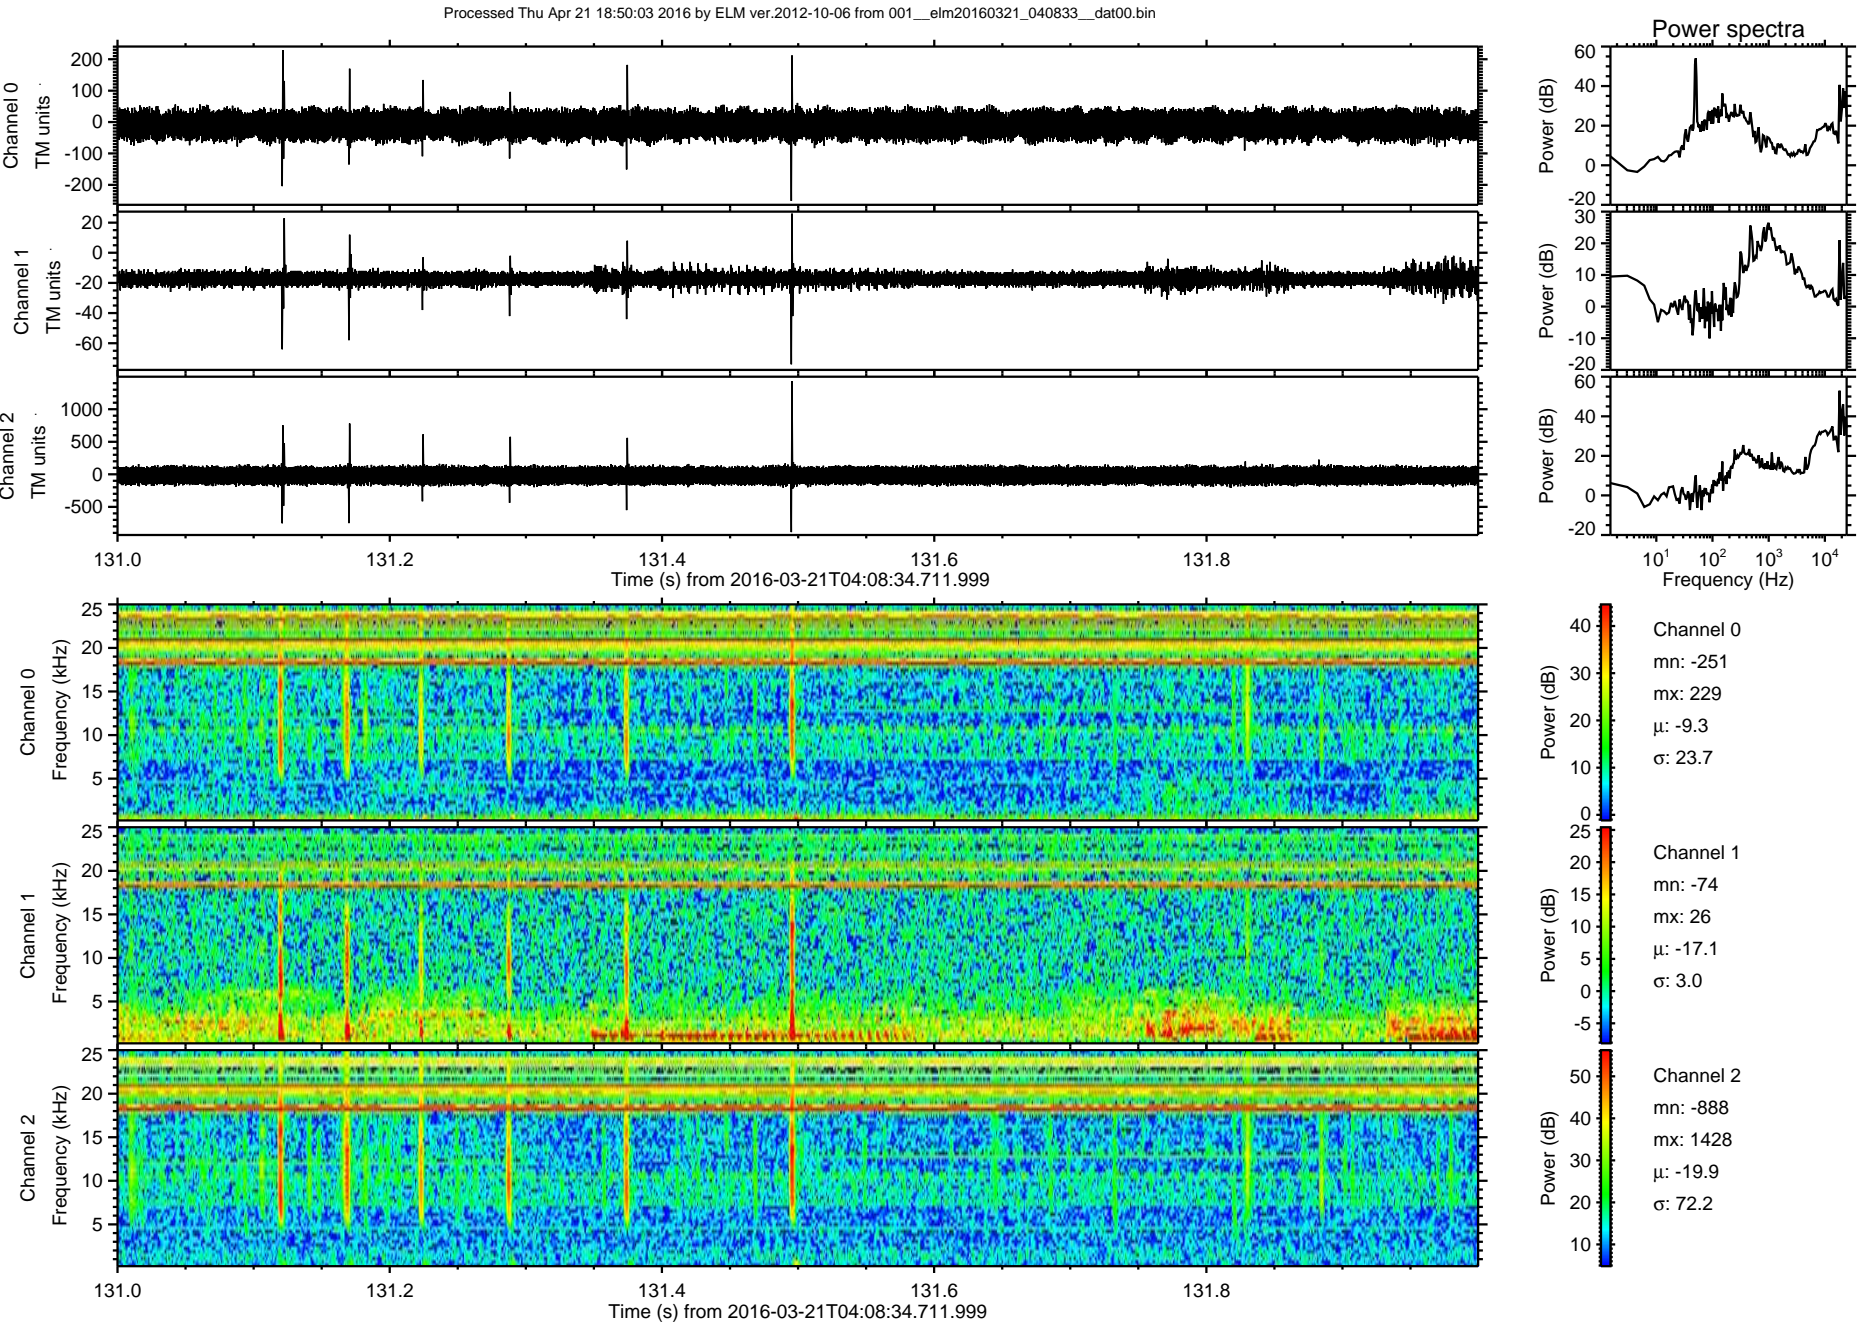 Processed Thu Apr 21 18:50:03 2016 by ELM ver.2012-10-06 from 001__elm20160321_040833__dat00.bin
Power spectra
Channel 0
TM units
200
100
0
-100
-200
Power (dB)
60
40
20
0
-20
Channel 1
TM units
20
0
-20
-40
-60
Power (dB)
30
20
10
0
-10
-20
Channel 2
TM units
1000
500
0
-500
Power (dB)
60
40
20
0
-20
131.0 131.2 131.4 131.6 131.8
Time (s) from 2016-03-21T04:08:34.711.999
10¹ 10² 10³ 10⁴
Frequency (Hz)
Channel 0
Frequency (kHz)
25
20
15
10
5
Power (dB)
40
30
20
10
0
Channel 0
mn: -251
mx: 229
µ: -9.3
σ: 23.7
Channel 1
Frequency (kHz)
25
20
15
10
5
Power (dB)
25
20
15
10
5
0
-5
Channel 1
mn: -74
mx: 26
µ: -17.1
σ: 3.0
Channel 2
Frequency (kHz)
25
20
15
10
5
Power (dB)
50
40
30
20
10
Channel 2
mn: -888
mx: 1428
µ: -19.9
σ: 72.2
131.0 131.2 131.4 131.6 131.8
Time (s) from 2016-03-21T04:08:34.711.999